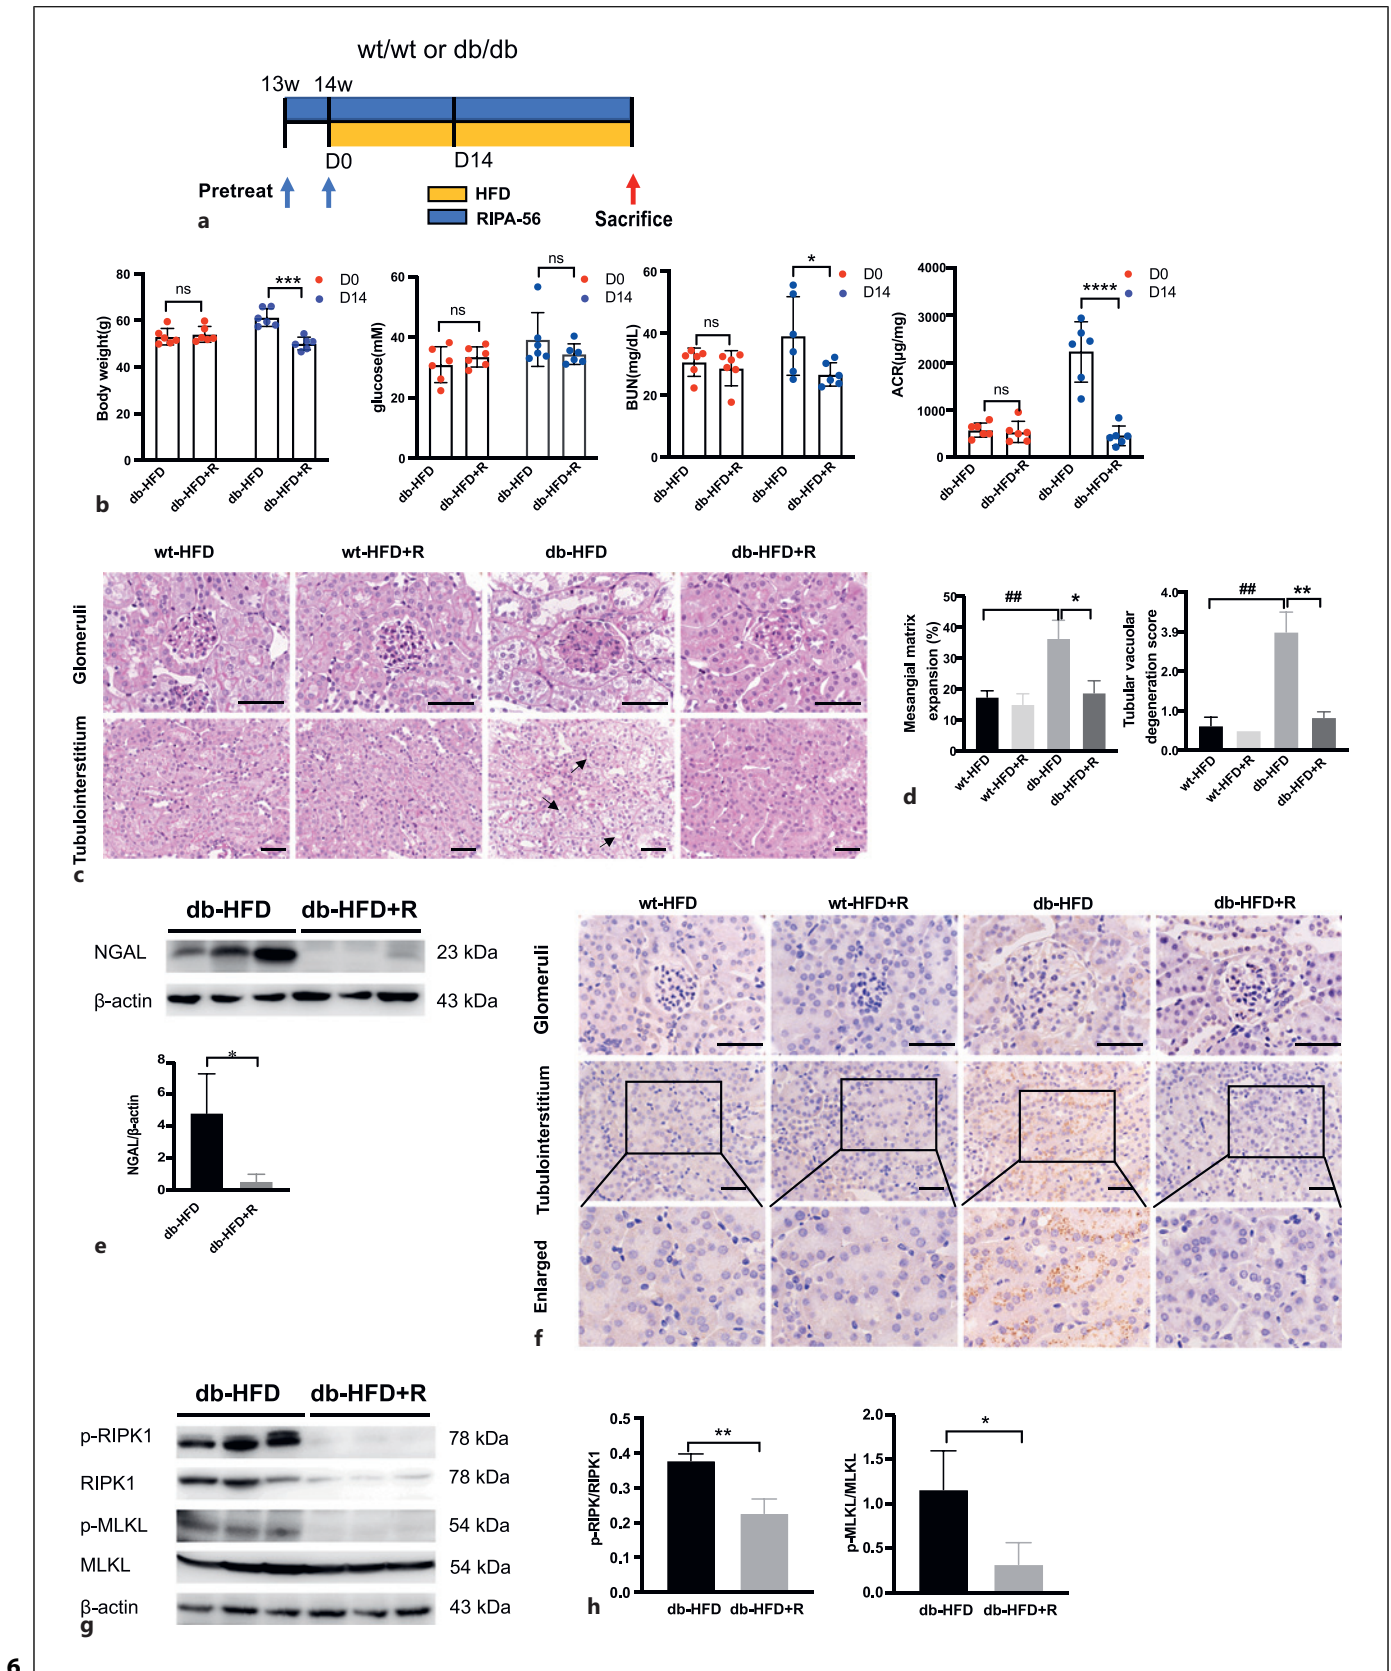 wt/wt or db/db
13w 14w
D0 D14
Pretreat
HFD
RIPA-56
Sacrifice
a
Body weight(g)
80
60
40
20
0
ns
***
D0
D14
db-HFD
db-HFD+R
db-HFD
db-HFD+R
glucose(mM)
60
40
20
0
ns
ns
D0
D14
db-HFD
db-HFD+R
db-HFD
db-HFD+R
BUN(mg/dL)
60
40
20
0
ns
*
D0
D14
db-HFD
db-HFD+R
db-HFD
db-HFD+R
ACR(μg/mg)
4000
3000
2000
1000
0
ns
****
D0
D14
db-HFD
db-HFD+R
db-HFD
db-HFD+R
b
wt-HFD wt-HFD+R db-HFD db-HFD+R
Glomeruli
Tubulointerstitium
c
Mesangial matrix
expansion (%)
50
40
30
20
10
0
##
*
wt-HFD
wt-HFD+R
db-HFD
db-HFD+R
Tubular vacuolar
degeneration score
4.0
3.9
2.0
1.0
0.0
##
**
wt-HFD
wt-HFD+R
db-HFD
db-HFD+R
d
db-HFD db-HFD+R
NGAL 23 kDa
β-actin 43 kDa
NGAL/β-actin
8
6
4
2
0
*
db-HFD
db-HFD+R
e
wt-HFD wt-HFD+R db-HFD db-HFD+R
Glomeruli
Tubulointerstitium
Enlarged
f
db-HFD db-HFD+R
p-RIPK1 78 kDa
RIPK1 78 kDa
p-MLKL 54 kDa
MLKL 54 kDa
β-actin 43 kDa
g
p-RIPK/RIPK1
0.5
0.4
0.3
0.2
0.1
0.0
**
db-HFD db-HFD+R
p-MLKL/MLKL
2.0
1.5
1.0
0.5
0.0
*
db-HFD db-HFD+R
h
6